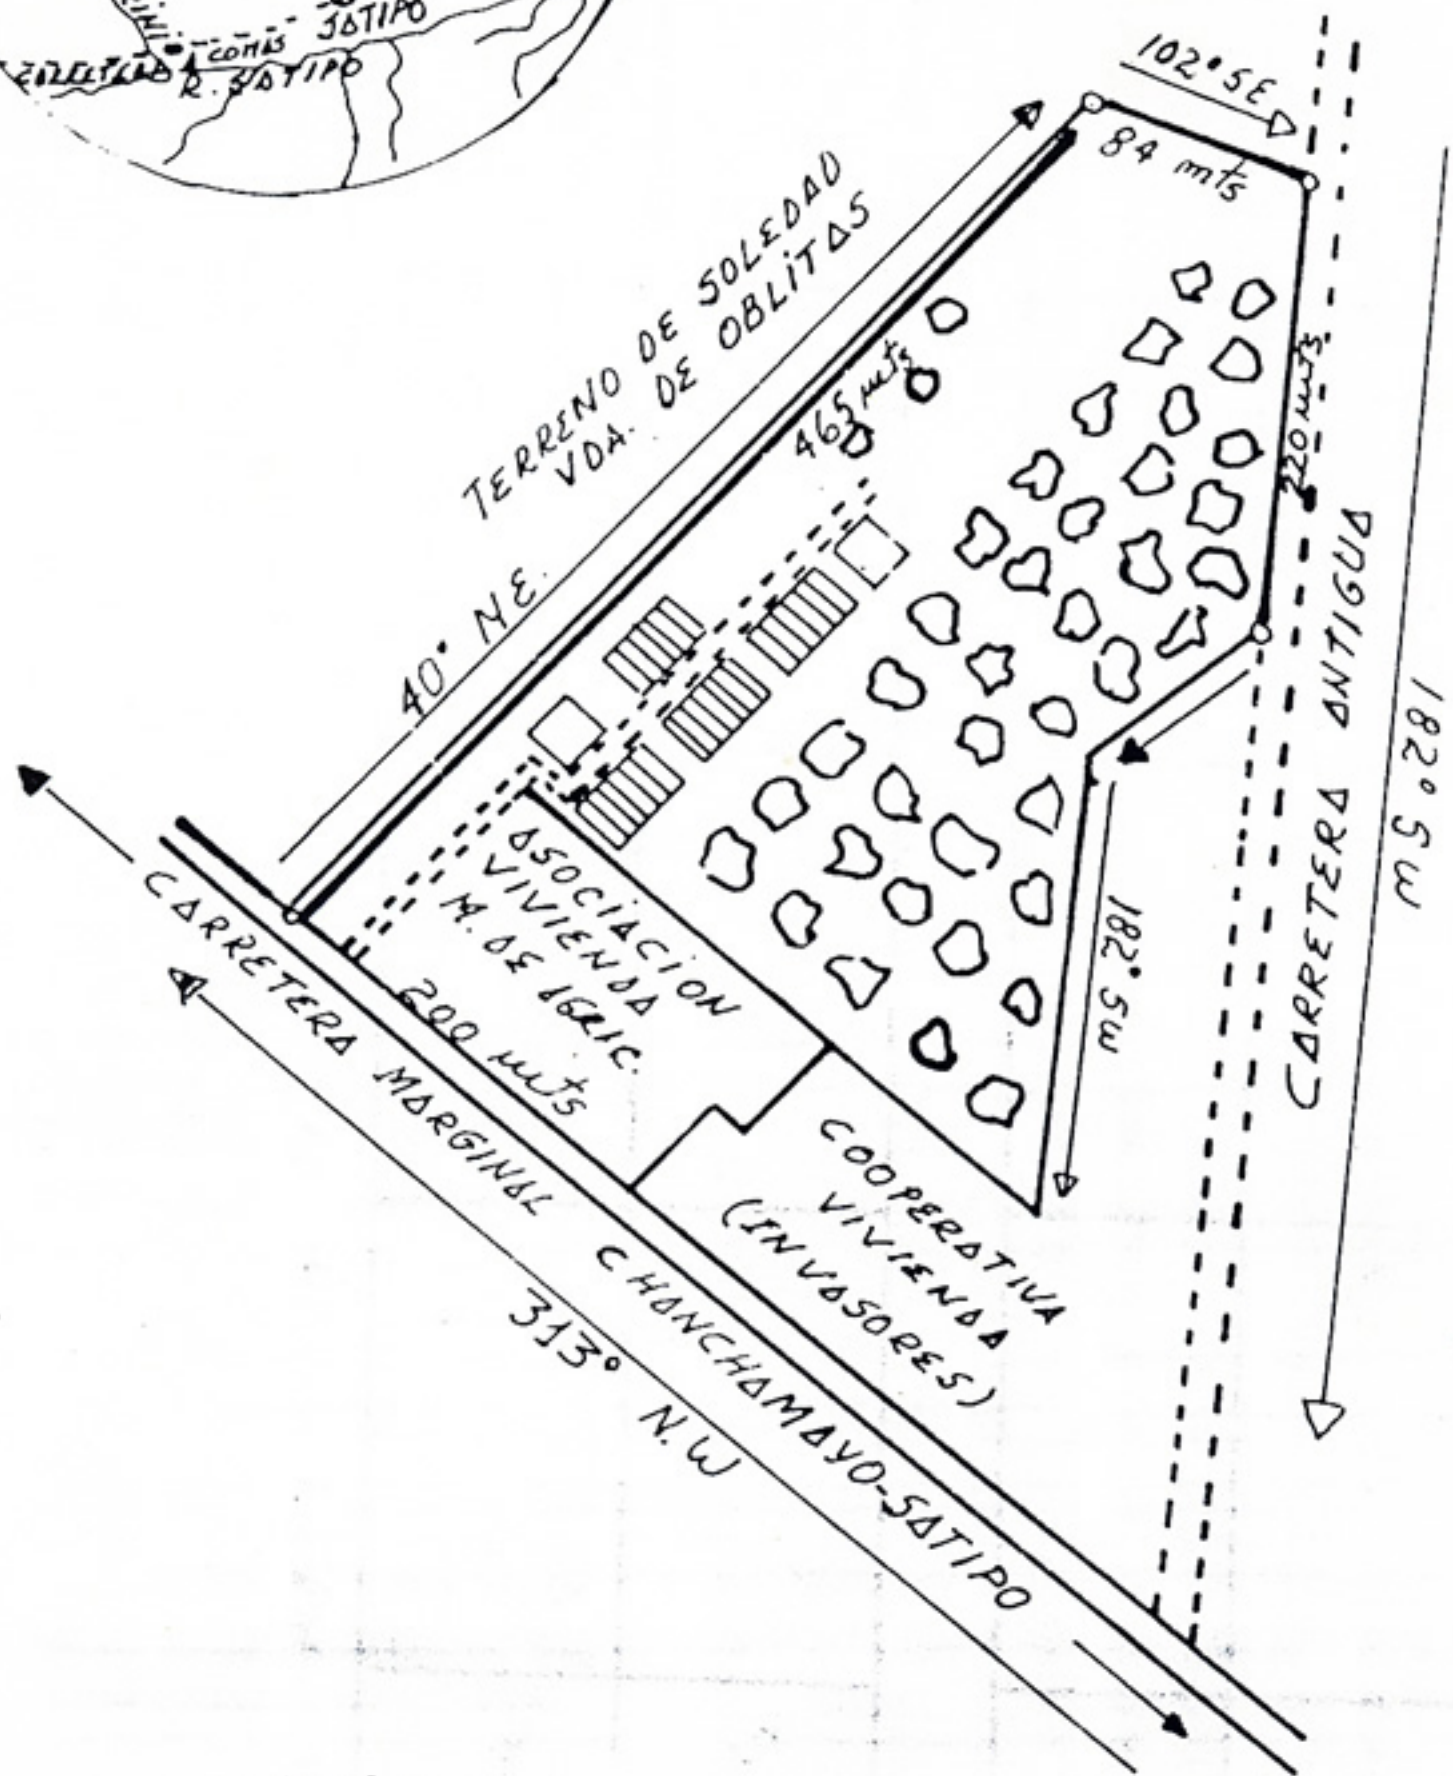 COMAS SATIPO
R. SATIPO
102° SE
84 mts
TERRENO DE SOLEDAD
VDA. DE OBLITAS
465 mts
220 mts
40° NE.
CARRETERA ANTIGUA
182° SW
182° SW
ASOCIACION
VIVIENDA
M. DE AGRIC.
200 mts
COOPERATIVA
VIVIENDA
(INVASORES)
CARRETERA MARGINAL CHANCHAMAYO-SATIPO
313° N.W